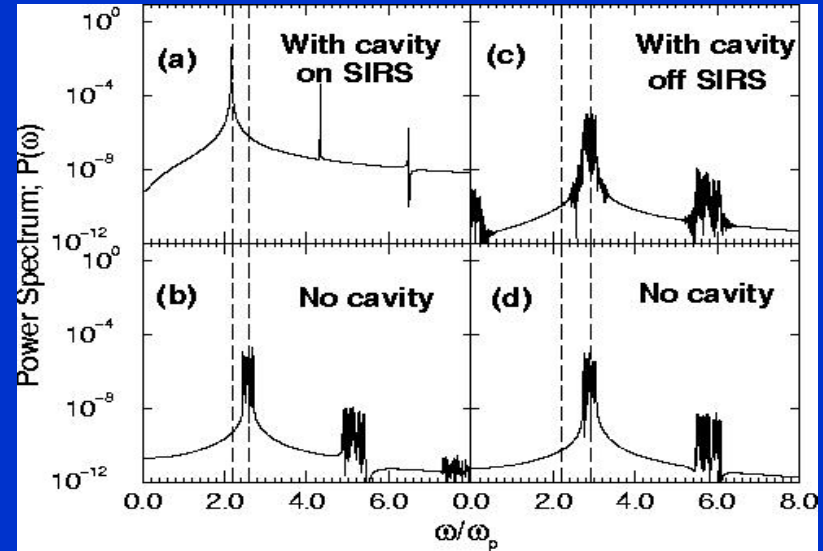 10^0
10^-4
10^-8
10^-12
(a)
With cavity
on SIRS
(c)
With cavity
off SIRS
10^0
10^-4
10^-8
10^-12
(b)
No cavity
(d)
No cavity
Power Spectrum; P(ω)
0.0 2.0 4.0 6.0 0.0 2.0 4.0 6.0 8.0
ω/ω_p